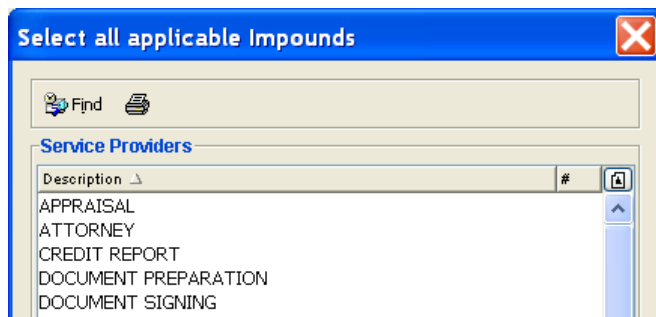 Select all applicable Impounds
Find
Service Providers
Description #
APPRAISAL
ATTORNEY
CREDIT REPORT
DOCUMENT PREPARATION
DOCUMENT SIGNING